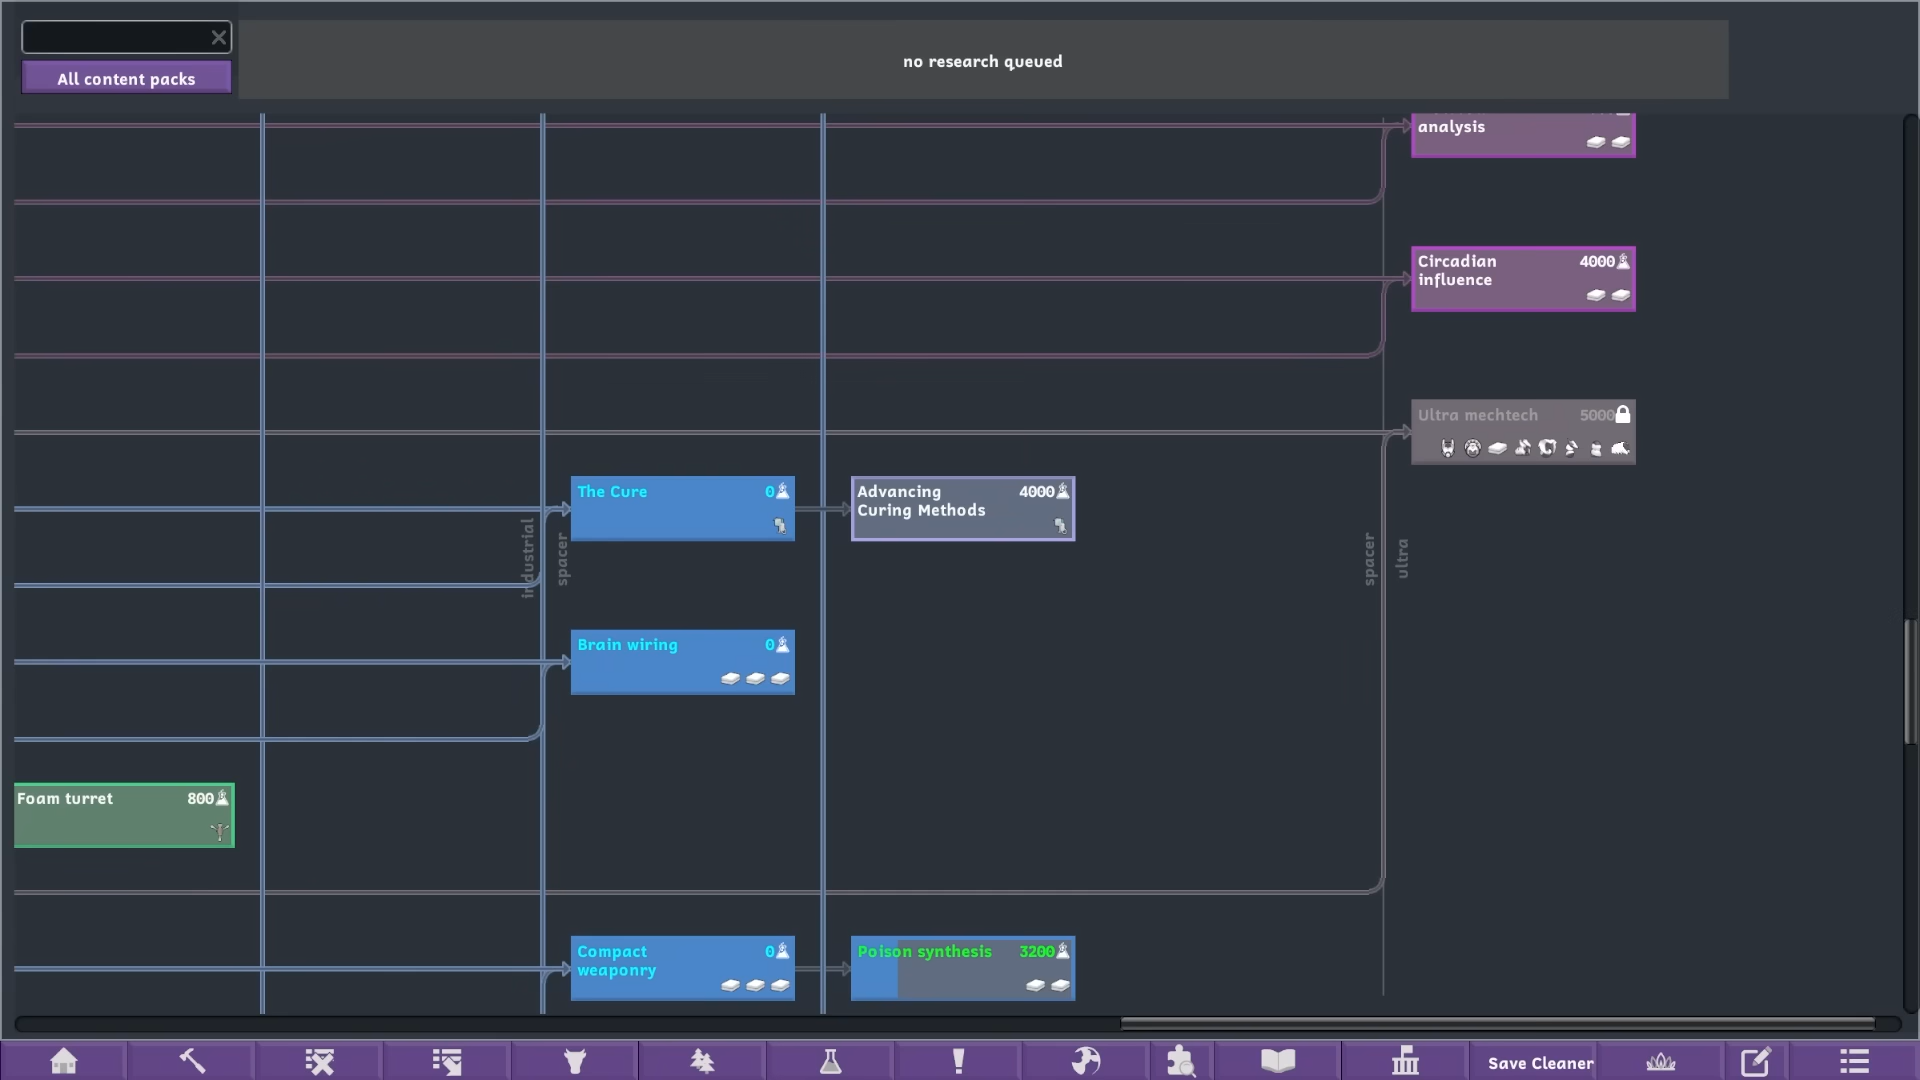 no research queued
All content packs
analysis
Circadian 4000
influence
Ultra mechtech 5000
The Cure 0
Advancing 4000
Curing Methods
industrial
spacer
spacer
ultra
Brain wiring 0
Foam turret 800
Compact 0
weaponry
Poison synthesis 3200
Save Cleaner